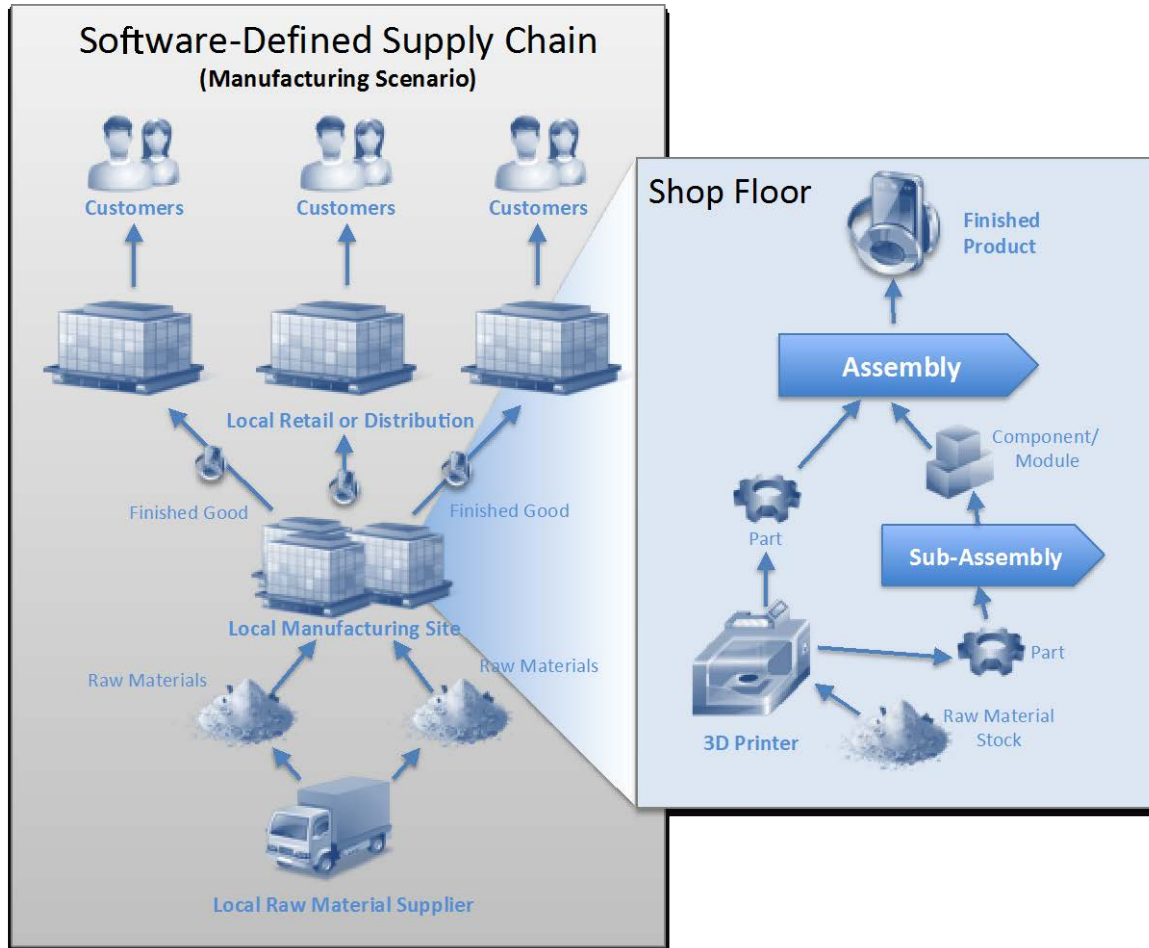 Software-Defined Supply Chain
(Manufacturing Scenario)
Customers
Customers
Customers
Local Retail or Distribution
Finished Good
Finished Good
Local Manufacturing Site
Raw Materials
Raw Materials
Local Raw Material Supplier
Shop Floor
Finished
Product
Assembly
Component/
Module
Part
Sub-Assembly
Part
3D Printer
Raw Material
Stock